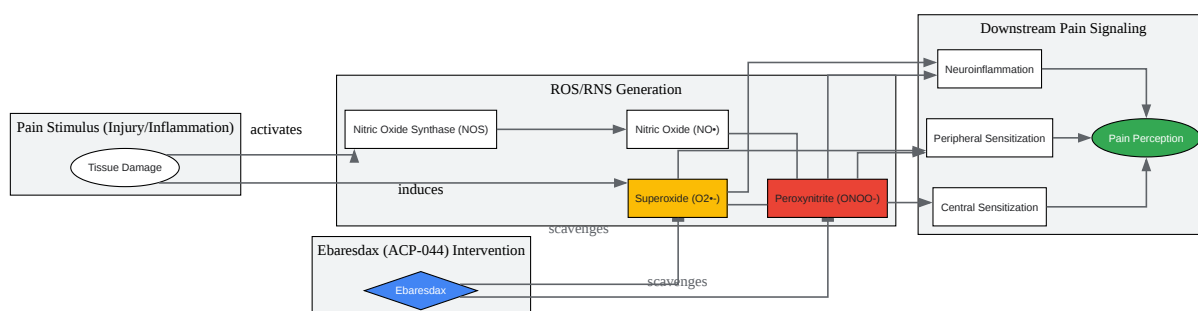 Downstream Pain Signaling
Neuroinflammation
ROS/RNS Generation
Pain Stimulus (Injury/Inflammation)
activates
Nitric Oxide Synthase (NOS)
Nitric Oxide (NO•)
Peripheral Sensitization
Pain Perception
Tissue Damage
induces
Superoxide (O2•-)
Peroxynitrite (ONOO-)
Central Sensitization
scavenges
Ebaresdax (ACP-044) Intervention
scavenges
Ebaresdax